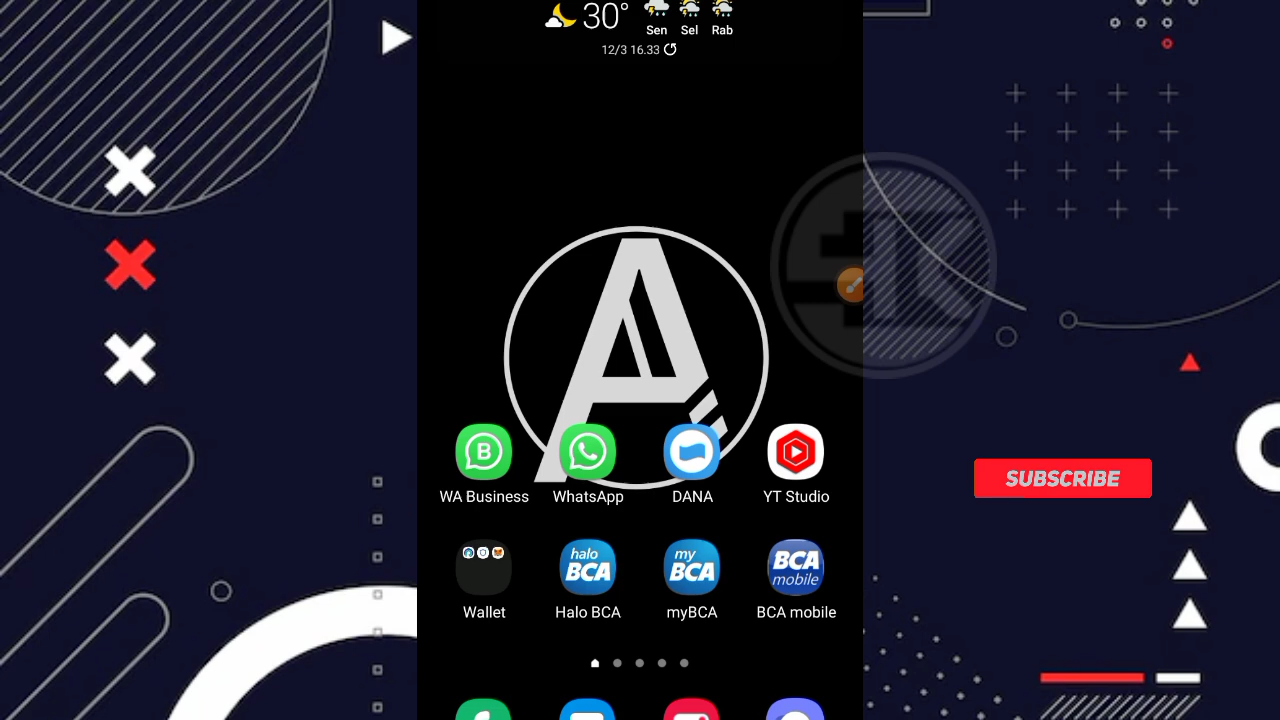 30°
Sen Sel Rab
12/3 16.33
SUBSCRIBE
B
WA Business WhatsApp DANA YT Studio
halo BCA my BCA BCA mobile
Wallet Halo BCA myBCA BCA mobile